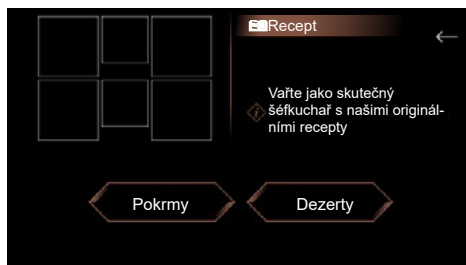 Recept
Vařte jako skutečný
šéfkuchař s našimi originál-
ními recepty
Pokrmy
Dezerty